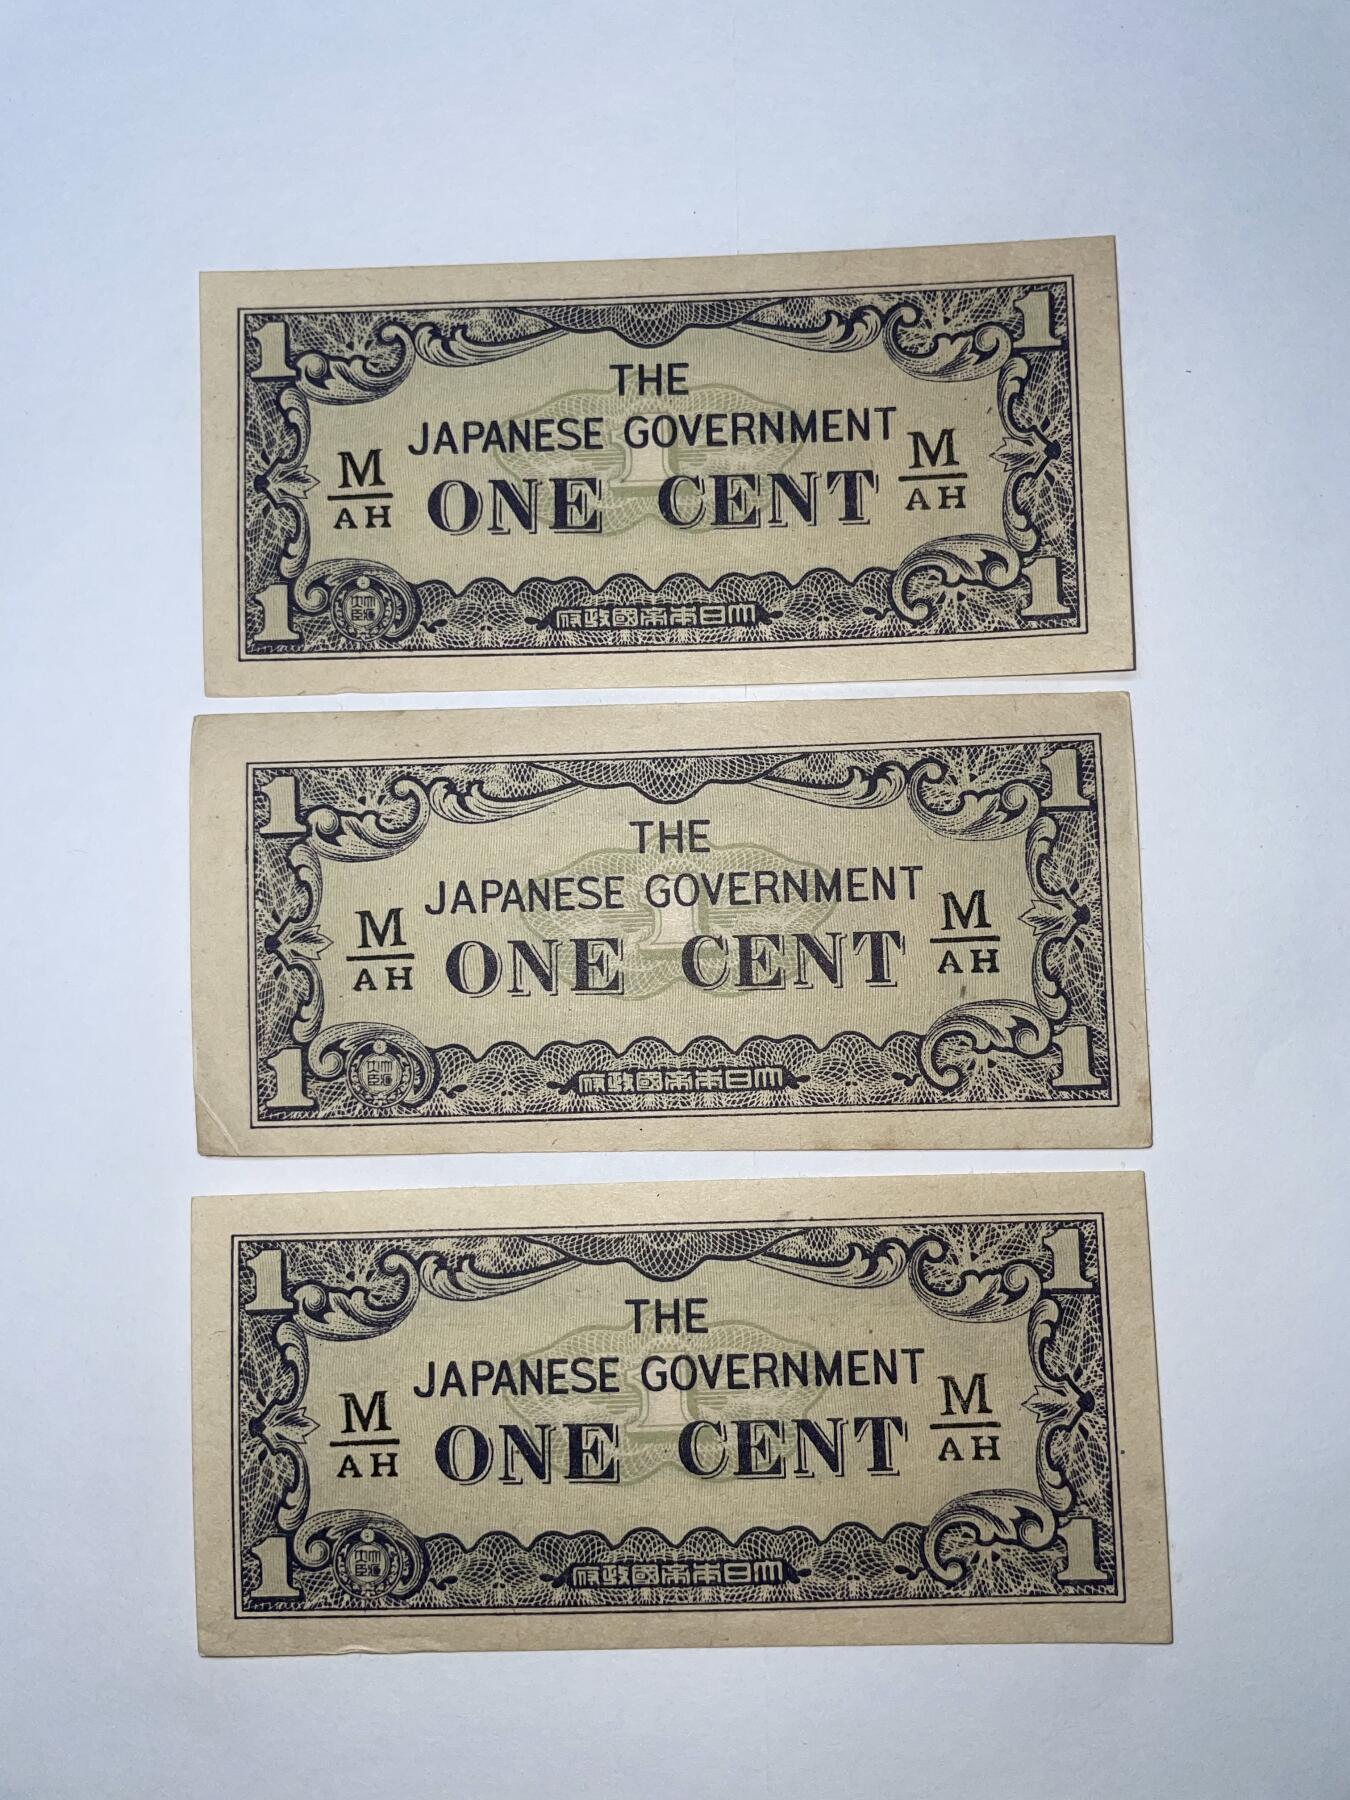 1 1
THE
JAPANESE GOVERNMENT
M M
AH AH
ONE CENT
1 1
府政國帝本日大
1 1
THE
JAPANESE GOVERNMENT
M M
AH AH
ONE CENT
1 1
府政國帝本日大
1 1
THE
JAPANESE GOVERNMENT
M M
AH AH
ONE CENT
1 1
府政國帝本日大